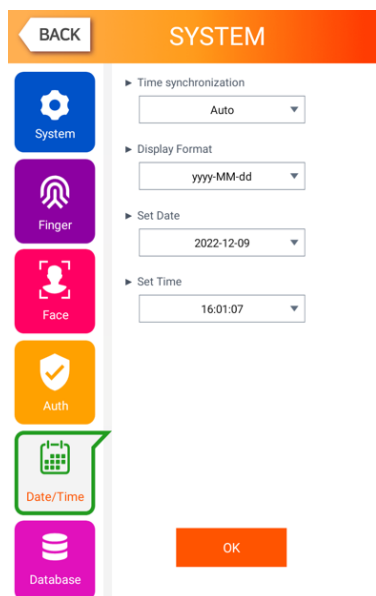 BACK
SYSTEM
System
Finger
Face
Auth
Date/Time
Database
► Time synchronization
Auto
► Display Format
yyyy-MM-dd
► Set Date
2022-12-09
► Set Time
16:01:07
OK